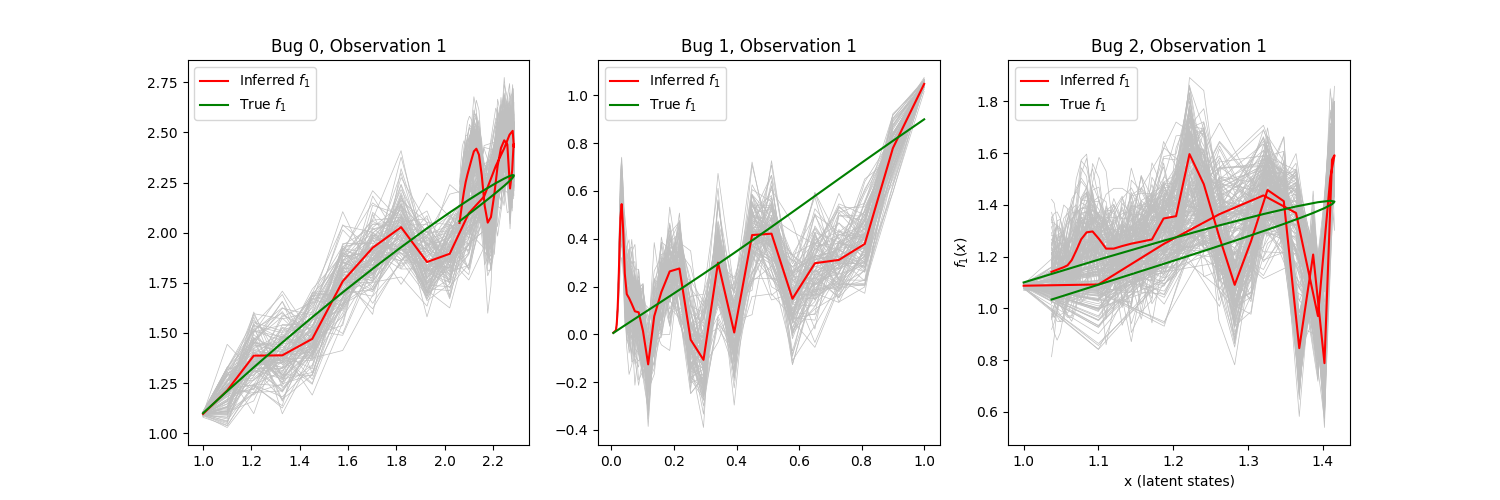 Bug 0, Observation 1
Inferred f₁
True f₁
2.75
2.50
2.25
2.00
1.75
1.50
1.25
1.00
1.0 1.2 1.4 1.6 1.8 2.0 2.2
Bug 1, Observation 1
Inferred f₁
True f₁
1.0
0.8
0.6
0.4
0.2
0.0
−0.2
−0.4
0.0 0.2 0.4 0.6 0.8 1.0
Bug 2, Observation 1
Inferred f₁
True f₁
f₁(x)
1.8
1.6
1.4
1.2
1.0
0.8
0.6
1.0 1.1 1.2 1.3 1.4
x (latent states)